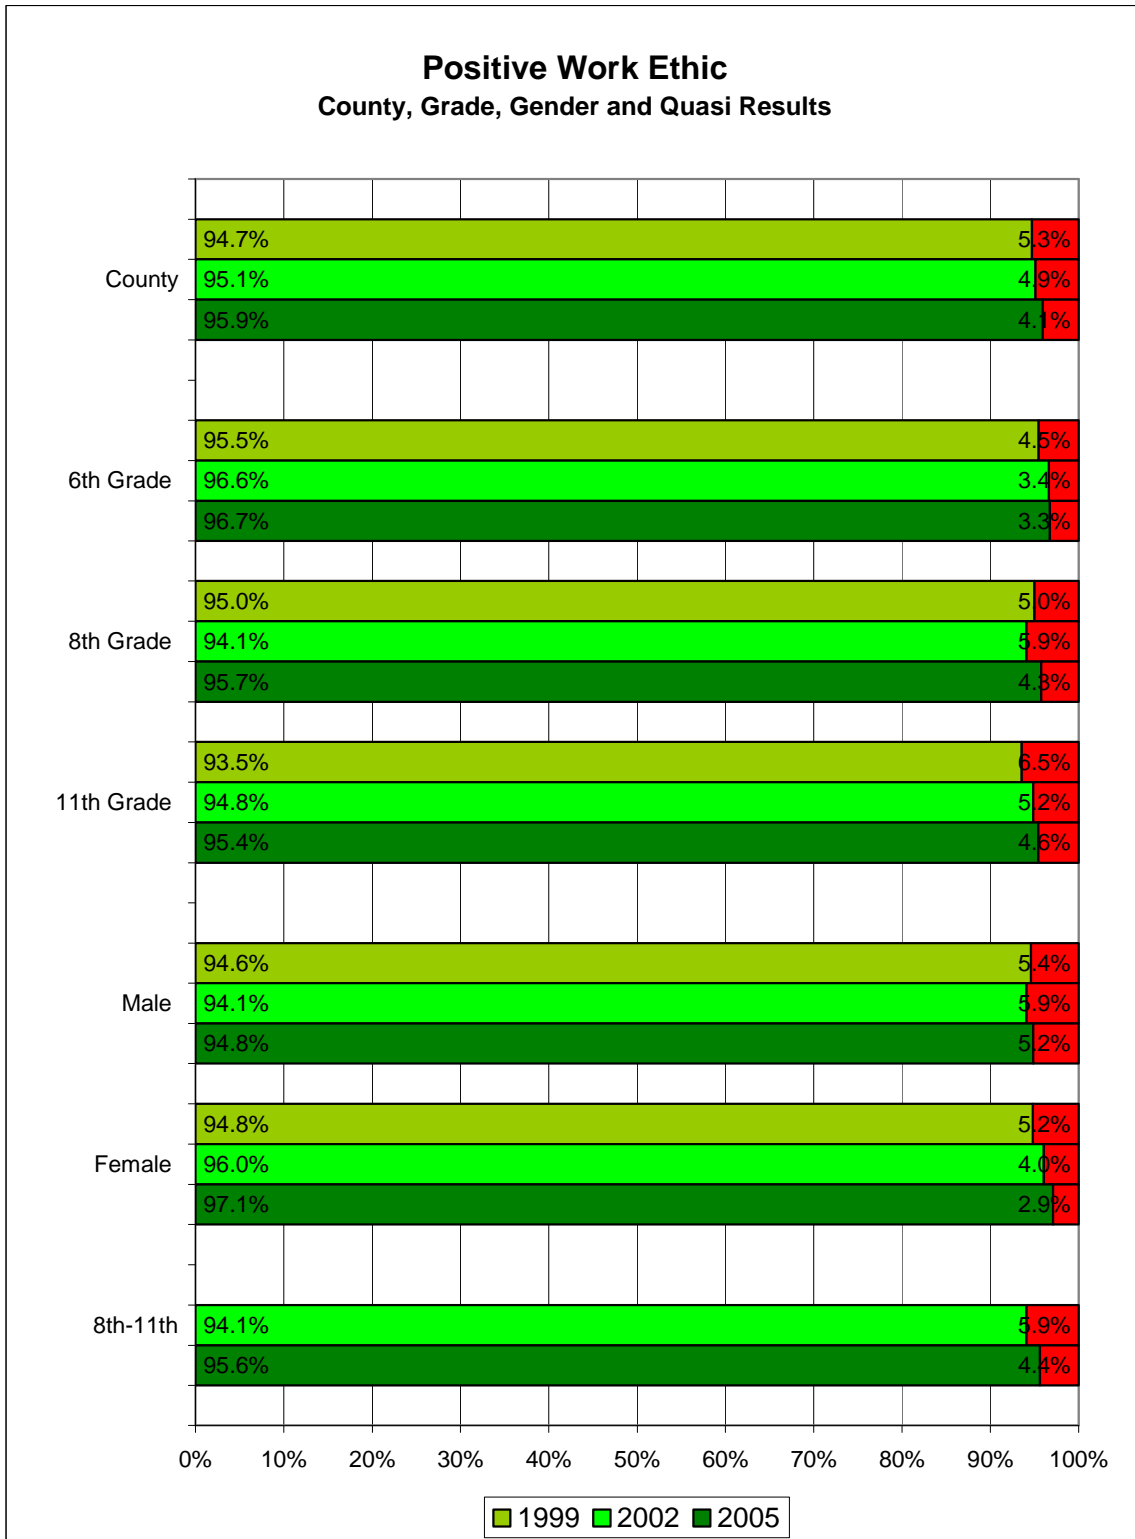 Positive Work Ethic
County, Grade, Gender and Quasi Results
94.7% 5.3%
County 95.1% 4.9%
95.9% 4.1%
95.5% 4.5%
6th Grade 96.6% 3.4%
96.7% 3.3%
95.0% 5.0%
8th Grade 94.1% 5.9%
95.7% 4.3%
93.5% 6.5%
11th Grade 94.8% 5.2%
95.4% 4.6%
94.6% 5.4%
Male 94.1% 5.9%
94.8% 5.2%
94.8% 5.2%
Female 96.0% 4.0%
97.1% 2.9%
8th-11th 94.1% 5.9%
95.6% 4.4%
0% 10% 20% 30% 40% 50% 60% 70% 80% 90% 100%
1999 2002 2005